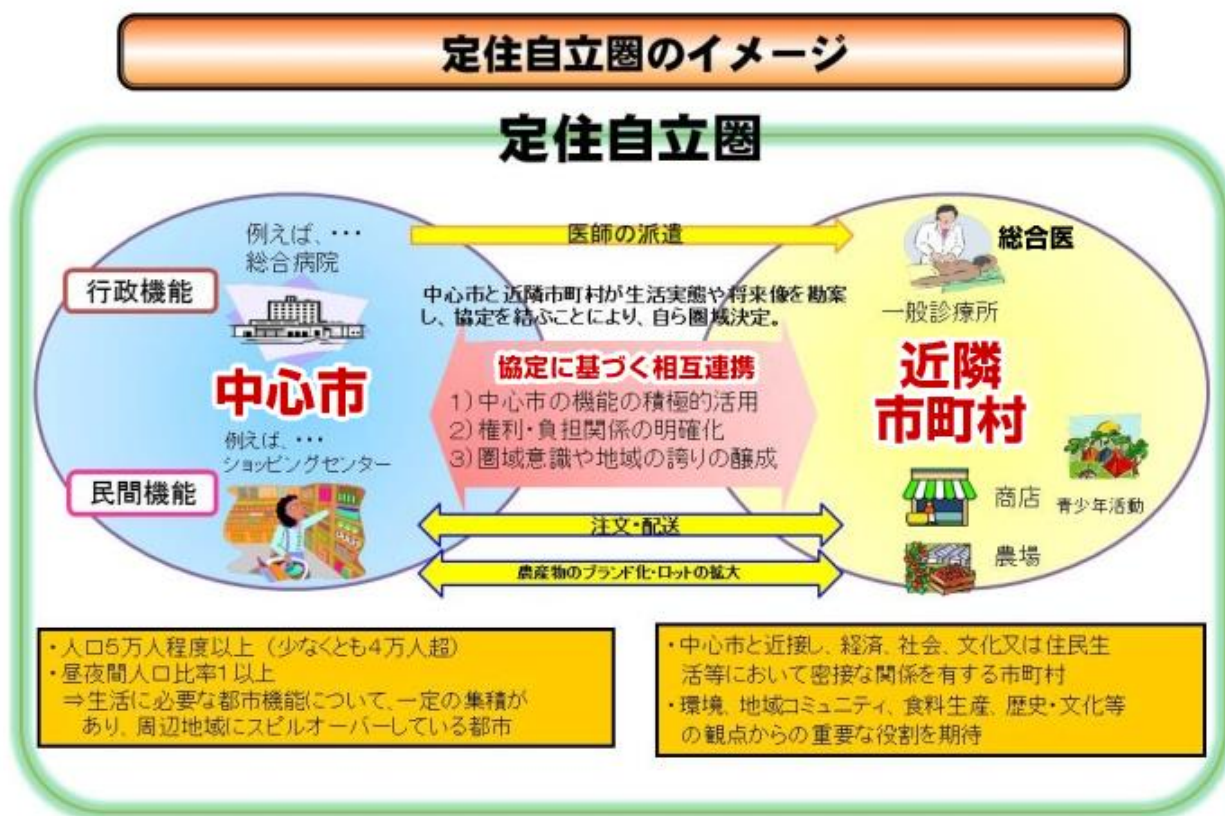 定住自立圏のイメージ
定住自立圏
例えば、・・・
総合病院
行政機能
中心市
例えば、・・・
ショッピングセンター
民間機能
医師の派遣
中心市と近隣市町村が生活実態や将来像を勘案
し、協定を結ぶことにより、自ら圏域決定。
協定に基づく相互連携
1)中心市の機能の積極的活用
2)権利・負担関係の明確化
3)圏域意識や地域の誇りの醸成
注文・配送
農産物のブランド化・ロットの拡大
総合医
一般診療所
近隣
市町村
商店
青少年活動
農場
・人口5万人程度以上(少なくとも4万人超)
・昼夜間人口比率1以上
⇒生活に必要な都市機能について、一定の集積が
あり、周辺地域にスピルオーバーしている都市
・中心市と近接し、経済、社会、文化又は住民生
活等において密接な関係を有する市町村
・環境、地域コミュニティ、食料生産、歴史・文化等
の観点からの重要な役割を期待